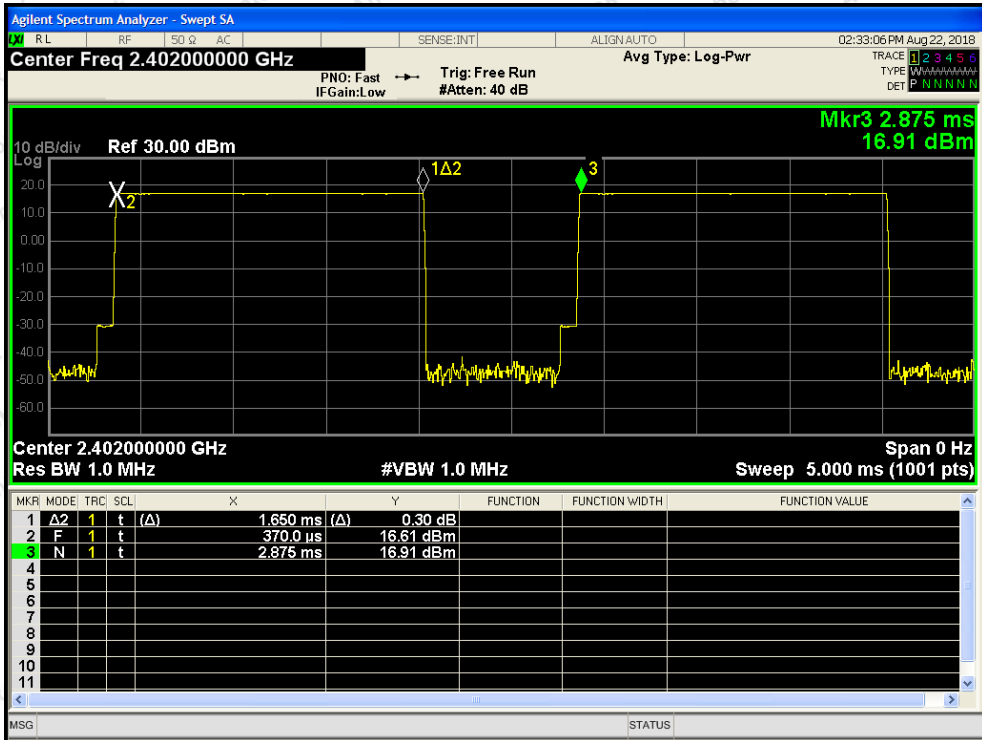 Agilent Spectrum Analyzer - Swept SA
LXI RL RF 50 Ω AC SENSE:INT ALIGN AUTO 02:33:06 PM Aug 22, 2018
Center Freq 2.402000000 GHz
PNO: Fast
IFGain:Low
Trig: Free Run
#Atten: 40 dB
Avg Type: Log-Pwr
TRACE 1 2 3 4 5 6
TYPE
DET P N N N N N
Mkr3 2.875 ms
16.91 dBm
10 dB/div Ref 30.00 dBm
Log
20.0
10.0
0.00
-10.0
-20.0
-30.0
-40.0
-50.0
-60.0
2
1Δ2
3
Center 2.402000000 GHz Span 0 Hz
Res BW 1.0 MHz #VBW 1.0 MHz Sweep 5.000 ms (1001 pts)
MKR MODE TRC SCL X Y FUNCTION FUNCTION WIDTH FUNCTION VALUE
1 Δ2 1 t (Δ) 1.650 ms (Δ) 0.30 dB
2 F 1 t 370.0 µs 16.61 dBm
3 N 1 t 2.875 ms 16.91 dBm
4
5
6
7
8
9
10
11
MSG STATUS